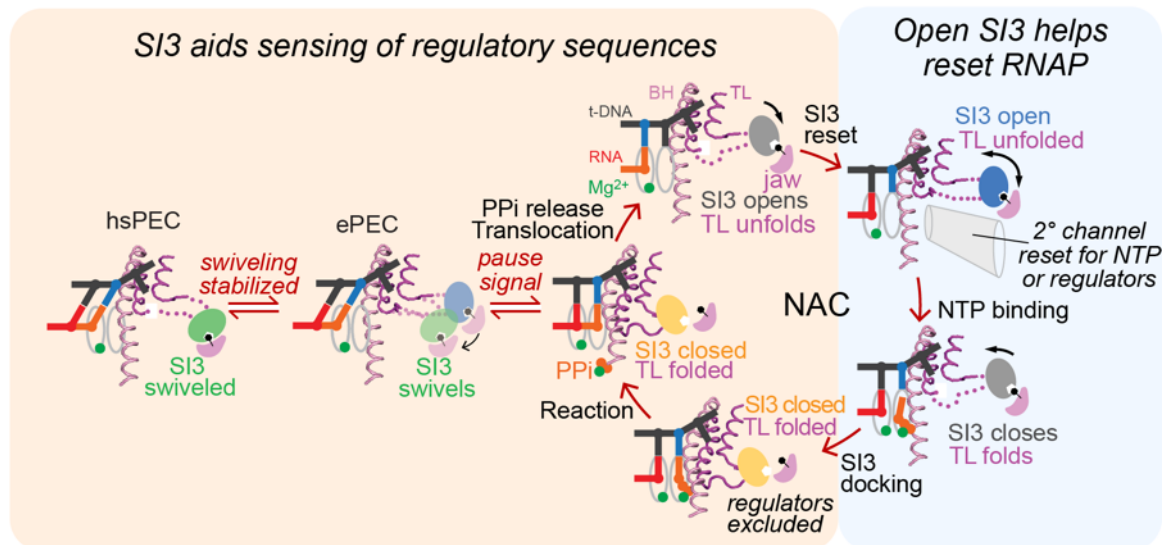 SI3 aids sensing of regulatory sequences
Open SI3 helps
reset RNAP
BH
TL
t-DNA
RNA
Mg2+
jaw
SI3 opens
TL unfolds
SI3
reset
SI3 open
TL unfolded
2° channel
reset for NTP
or regulators
PPi release
Translocation
hsPEC
swiveling
stabilized
ePEC
pause
signal
SI3
swiveled
SI3
swivels
PPi
SI3 closed
TL folded
NAC
NTP binding
Reaction
SI3 closed
TL folded
regulators
excluded
SI3
docking
SI3 closes
TL folds